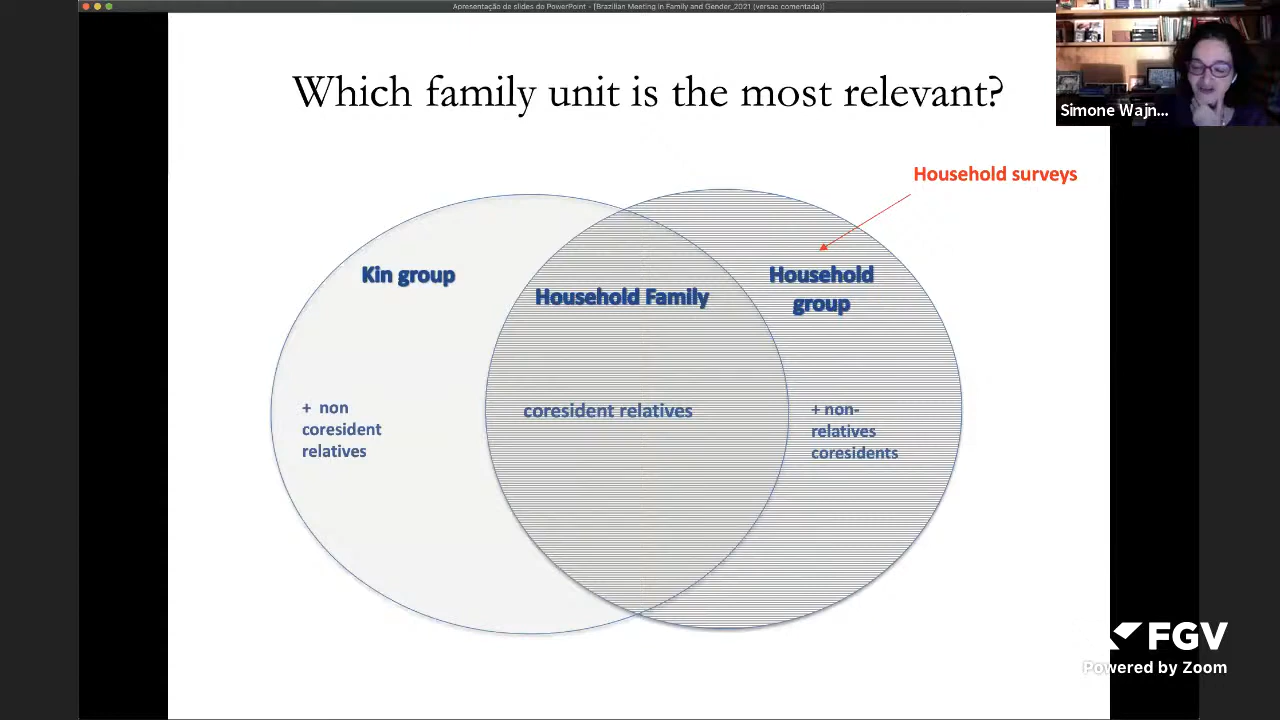 Apresentação de slides do PowerPoint - [Brazilian Meeting in Family and Gender_2021 (versao comentada)]
Which family unit is the most relevant?
Simone Wajn...
Household surveys
Kin group
Household Family
Household
group
+ non
coresident
relatives
coresident relatives
+ non-
relatives
coresidents
FGV
Powered by Zoom